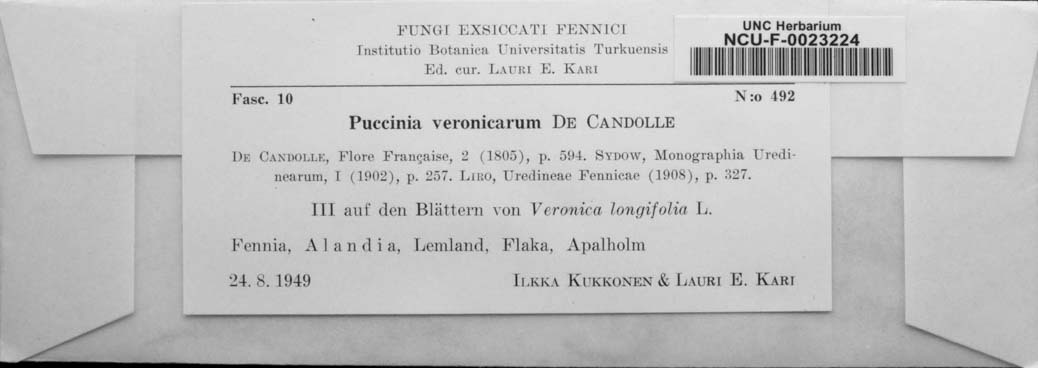 FUNGI EXSICCATI FENNICI
Institutio Botanica Universitatis Turkuensis
Ed. cur. LAURI E. KARI
UNC Herbarium
NCU-F-0023224
Fasc. 10 N:o 492
Puccinia veronicarum DE CANDOLLE
DE CANDOLLE, Flore Française, 2 (1805), p. 594. SYDOW, Monographia Uredi-
nearum, I (1902), p. 257. LIRO, Uredineae Fennicae (1908), p. 327.
III auf den Blättern von Veronica longifolia L.
Fennia, Alandia, Lemland, Flaka, Apalholm
24. 8. 1949 ILKKA KUKKONEN & LAURI E. KARI